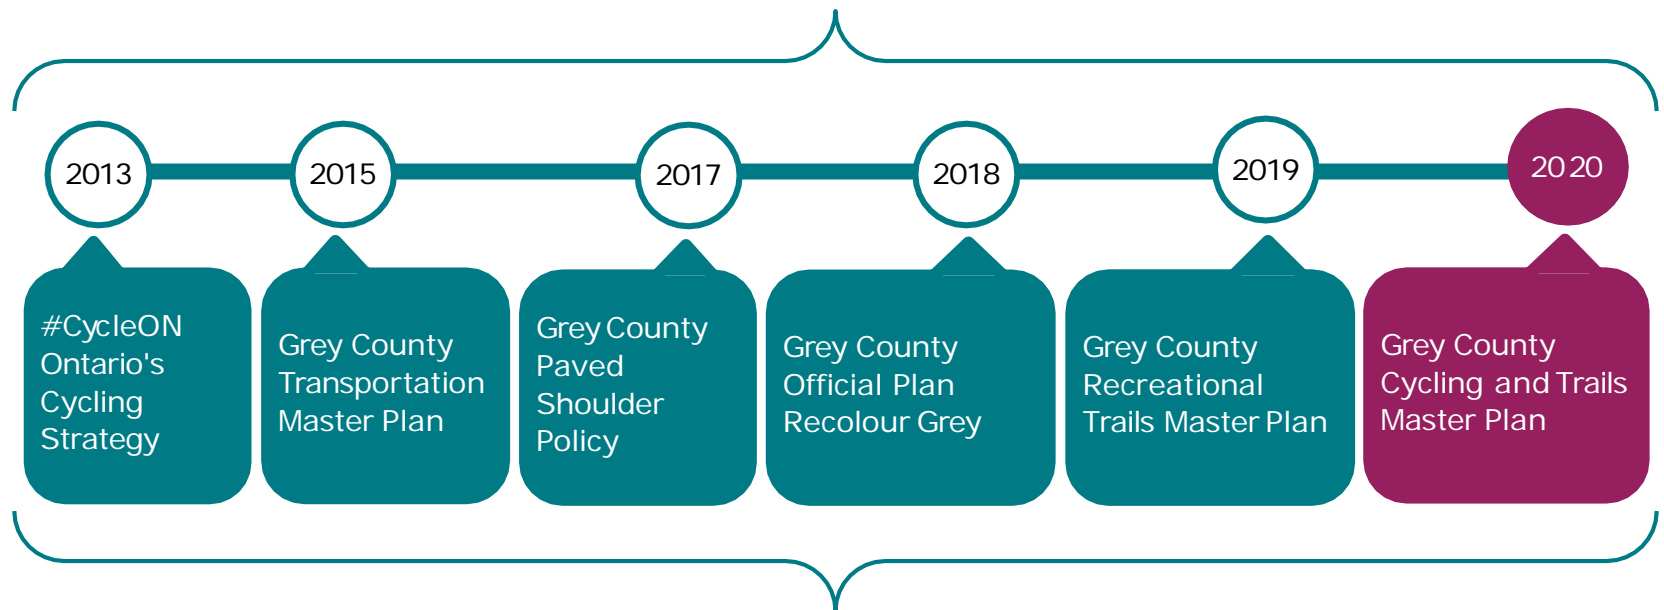 2013
2015
2017
2018
2019
2020
#CycleON
Ontario's
Cycling
Strategy
Grey County
Transportation
Master Plan
Grey County
Paved
Shoulder
Policy
Grey County
Official Plan
Recolour Grey
Grey County
Recreational
Trails Master Plan
Grey County
Cycling and Trails
Master Plan